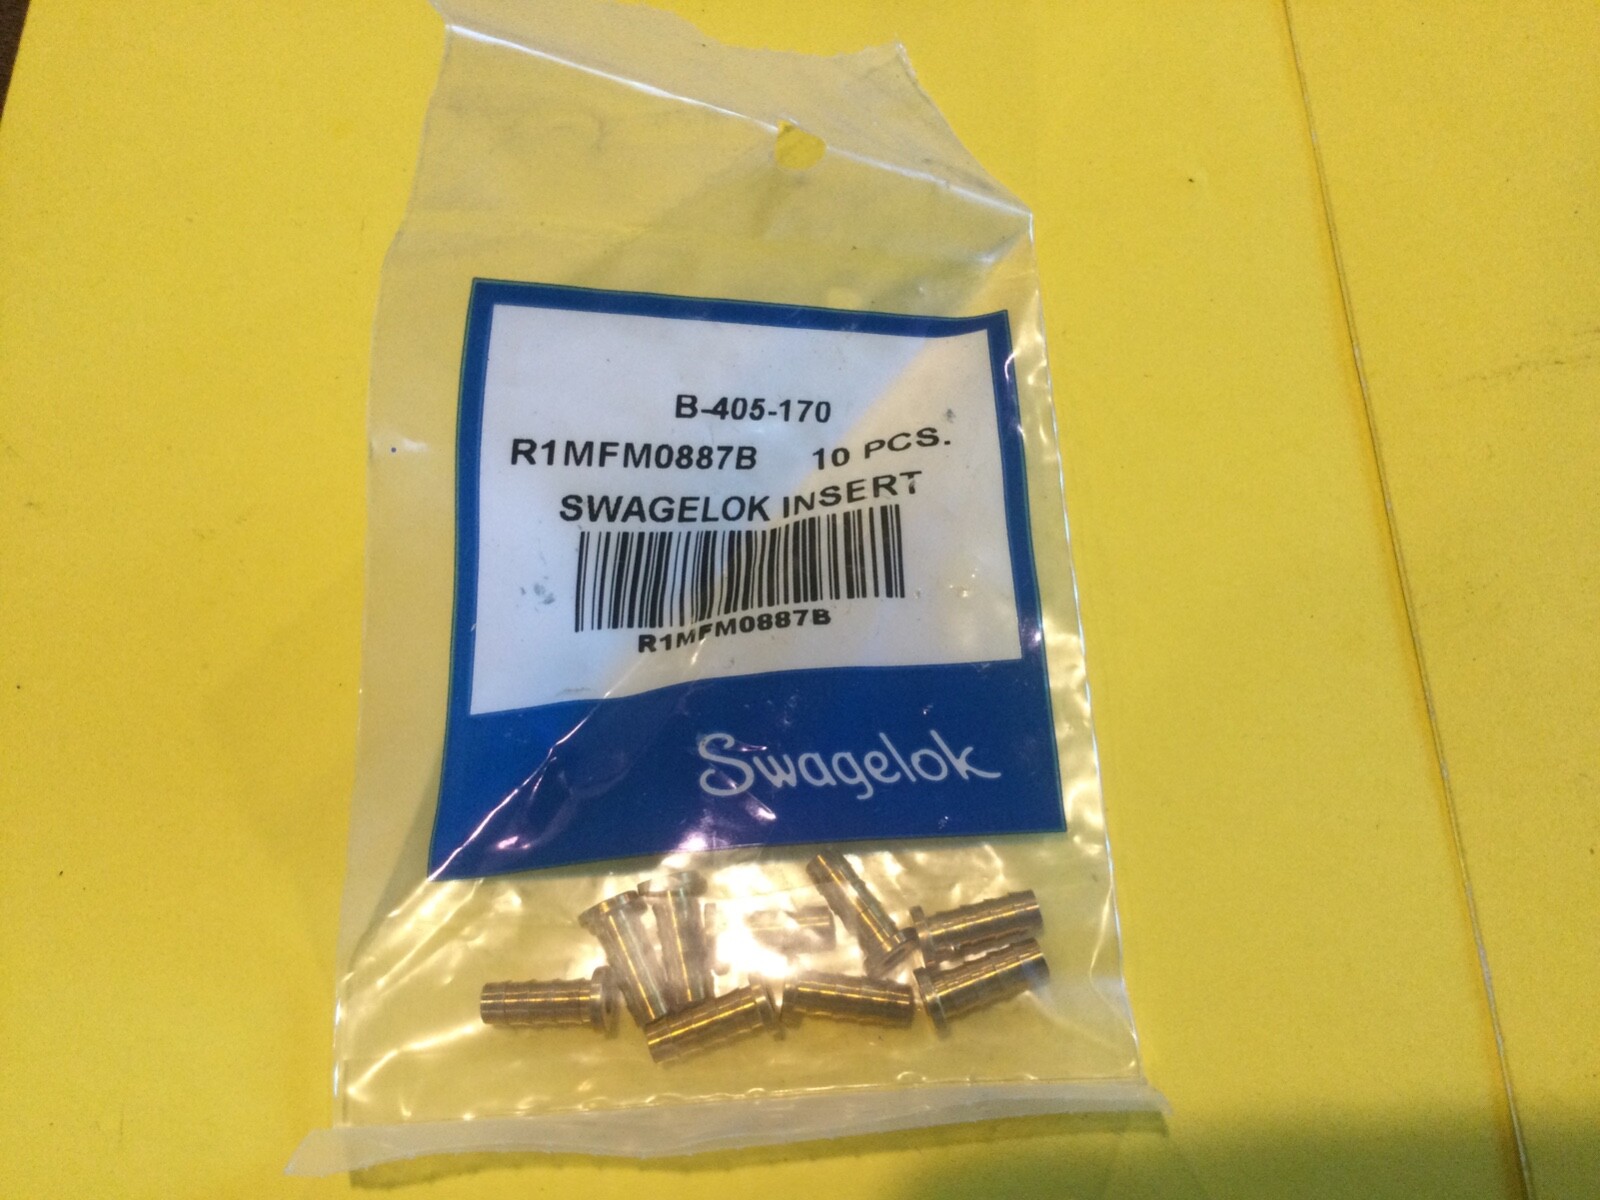 B-405-170
R1MFM0887B 10 PCS.
SWAGELOK INSERT
R1MFM0887B
Swagelok